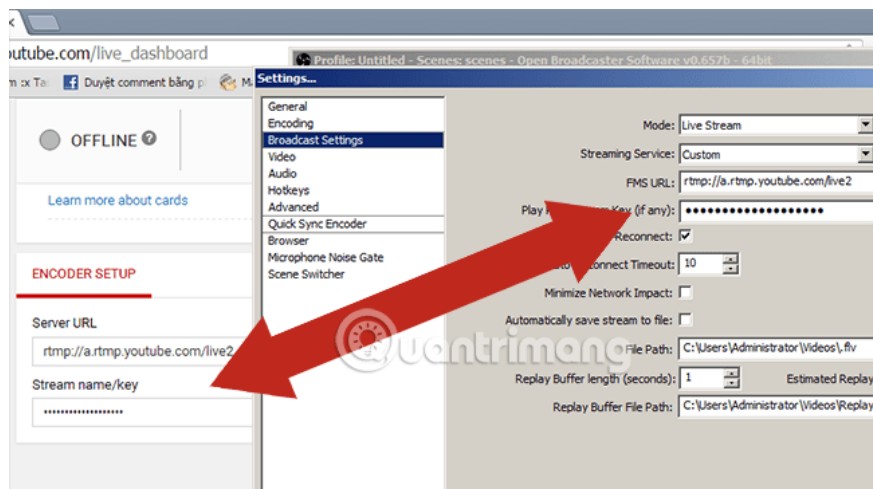 outube.com/live_dashboard
Profile: Untitled - Scenes: scenes - Open Broadcaster Software v0.657b - 64bit
Duyệt comment bằng p
Settings...
OFFLINE
Learn more about cards
ENCODER SETUP
Server URL
rtmp://a.rtmp.youtube.com/live2
Stream name/key
•••••••••••••••••••
General
Encoding
Broadcast Settings
Video
Audio
Hotkeys
Advanced
Quick Sync Encoder
Browser
Microphone Noise Gate
Scene Switcher
Mode: Live Stream
Streaming Service: Custom
FMS URL: rtmp://a.rtmp.youtube.com/live2
Play Key (if any): •••••••••••••••••••
Reconnect:
Timeout: 10
Minimize Network Impact:
Automatically save stream to file:
File Path: C:\Users\Administrator\Videos\.flv
Replay Buffer length (seconds): 1 Estimated Replay
Replay Buffer File Path: C:\Users\Administrator\Videos\Replay
Quantrimang